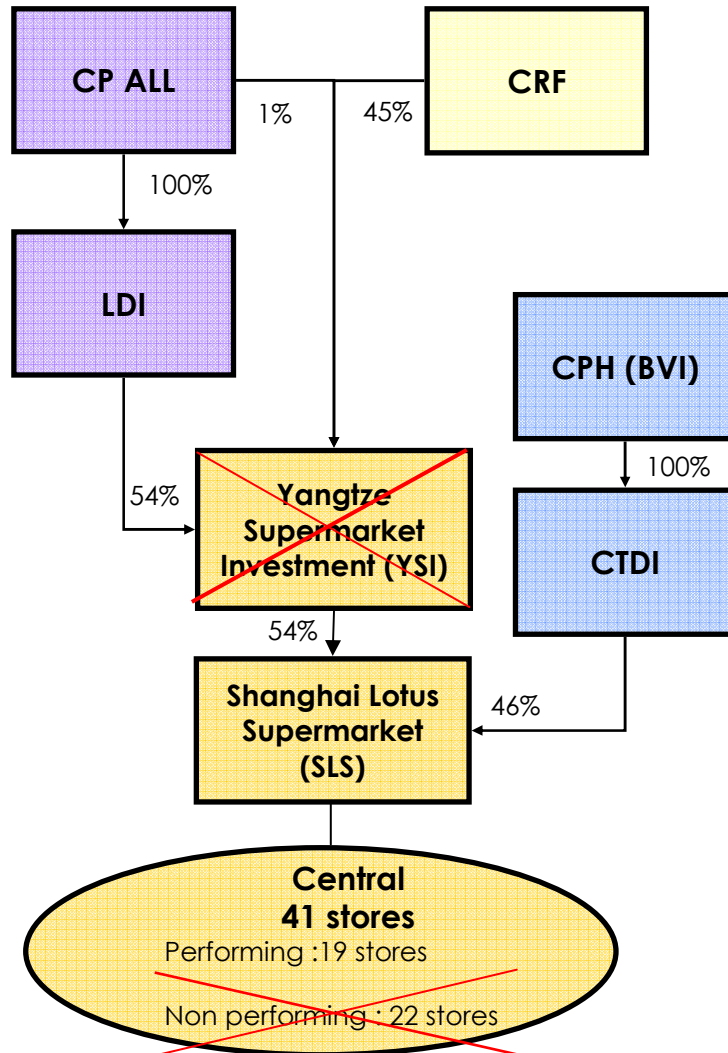 CP ALL
CRF
1%
45%
100%
LDI
CPH (BVI)
100%
54%
Yangtze
Supermarket
Investment (YSI)
CTDI
54%
Shanghai Lotus
Supermarket
(SLS)
46%
Central
41 stores
Performing :19 stores
Non performing : 22 stores